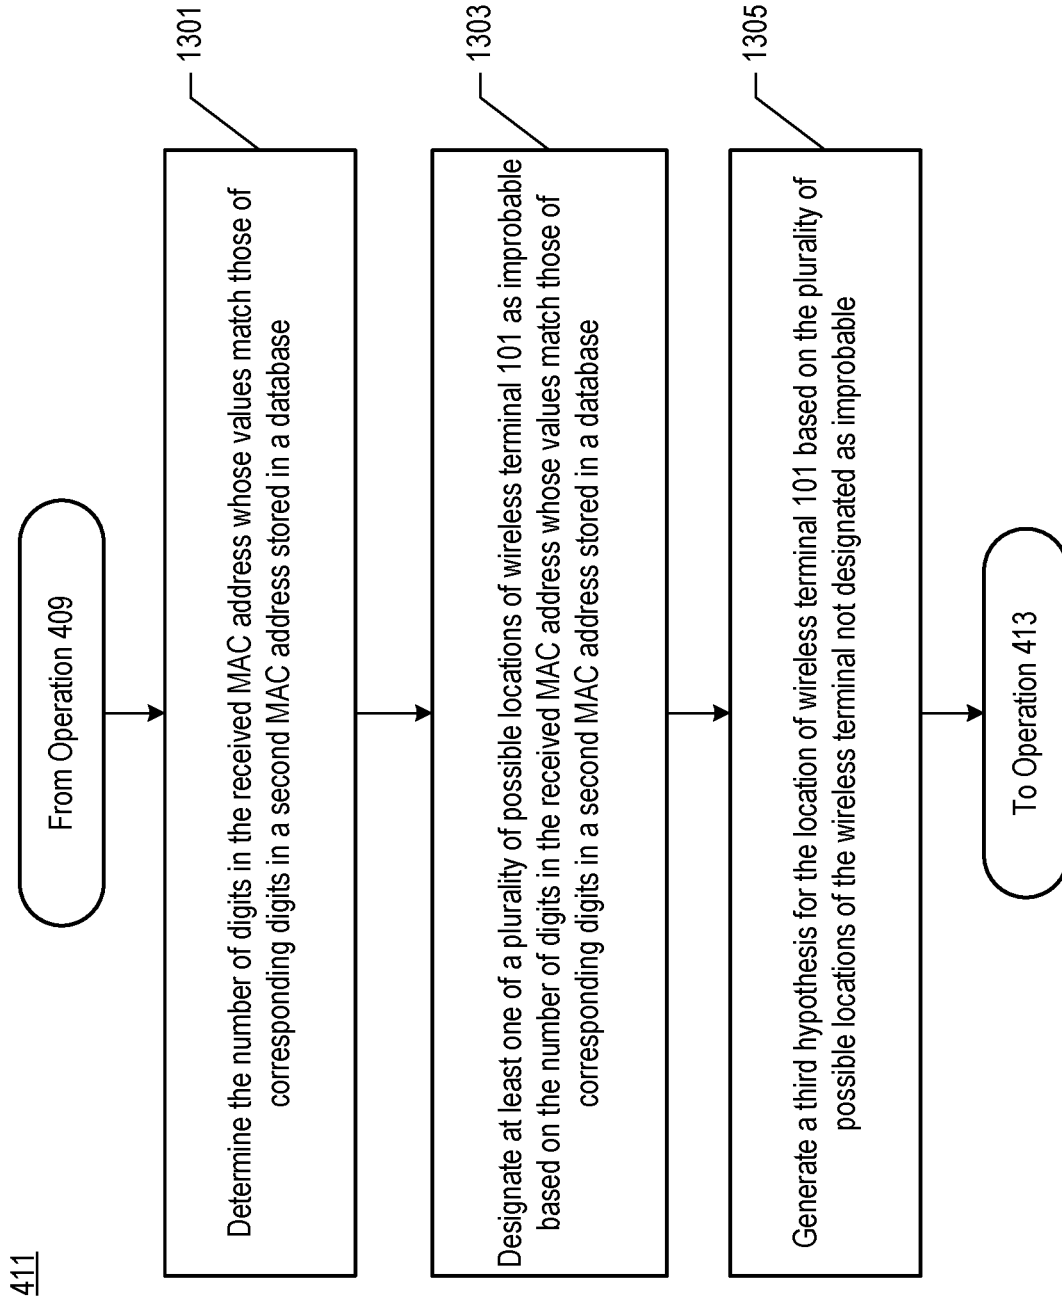 411
From Operation 409
1301
Determine the number of digits in the received MAC address whose values match those of
corresponding digits in a second MAC address stored in a database
1303
Designate at least one of a plurality of possible locations of wireless terminal 101 as improbable
based on the number of digits in the received MAC address whose values match those of
corresponding digits in a second MAC address stored in a database
1305
Generate a third hypothesis for the location of wireless terminal 101 based on the plurality of
possible locations of the wireless terminal not designated as improbable
To Operation 413